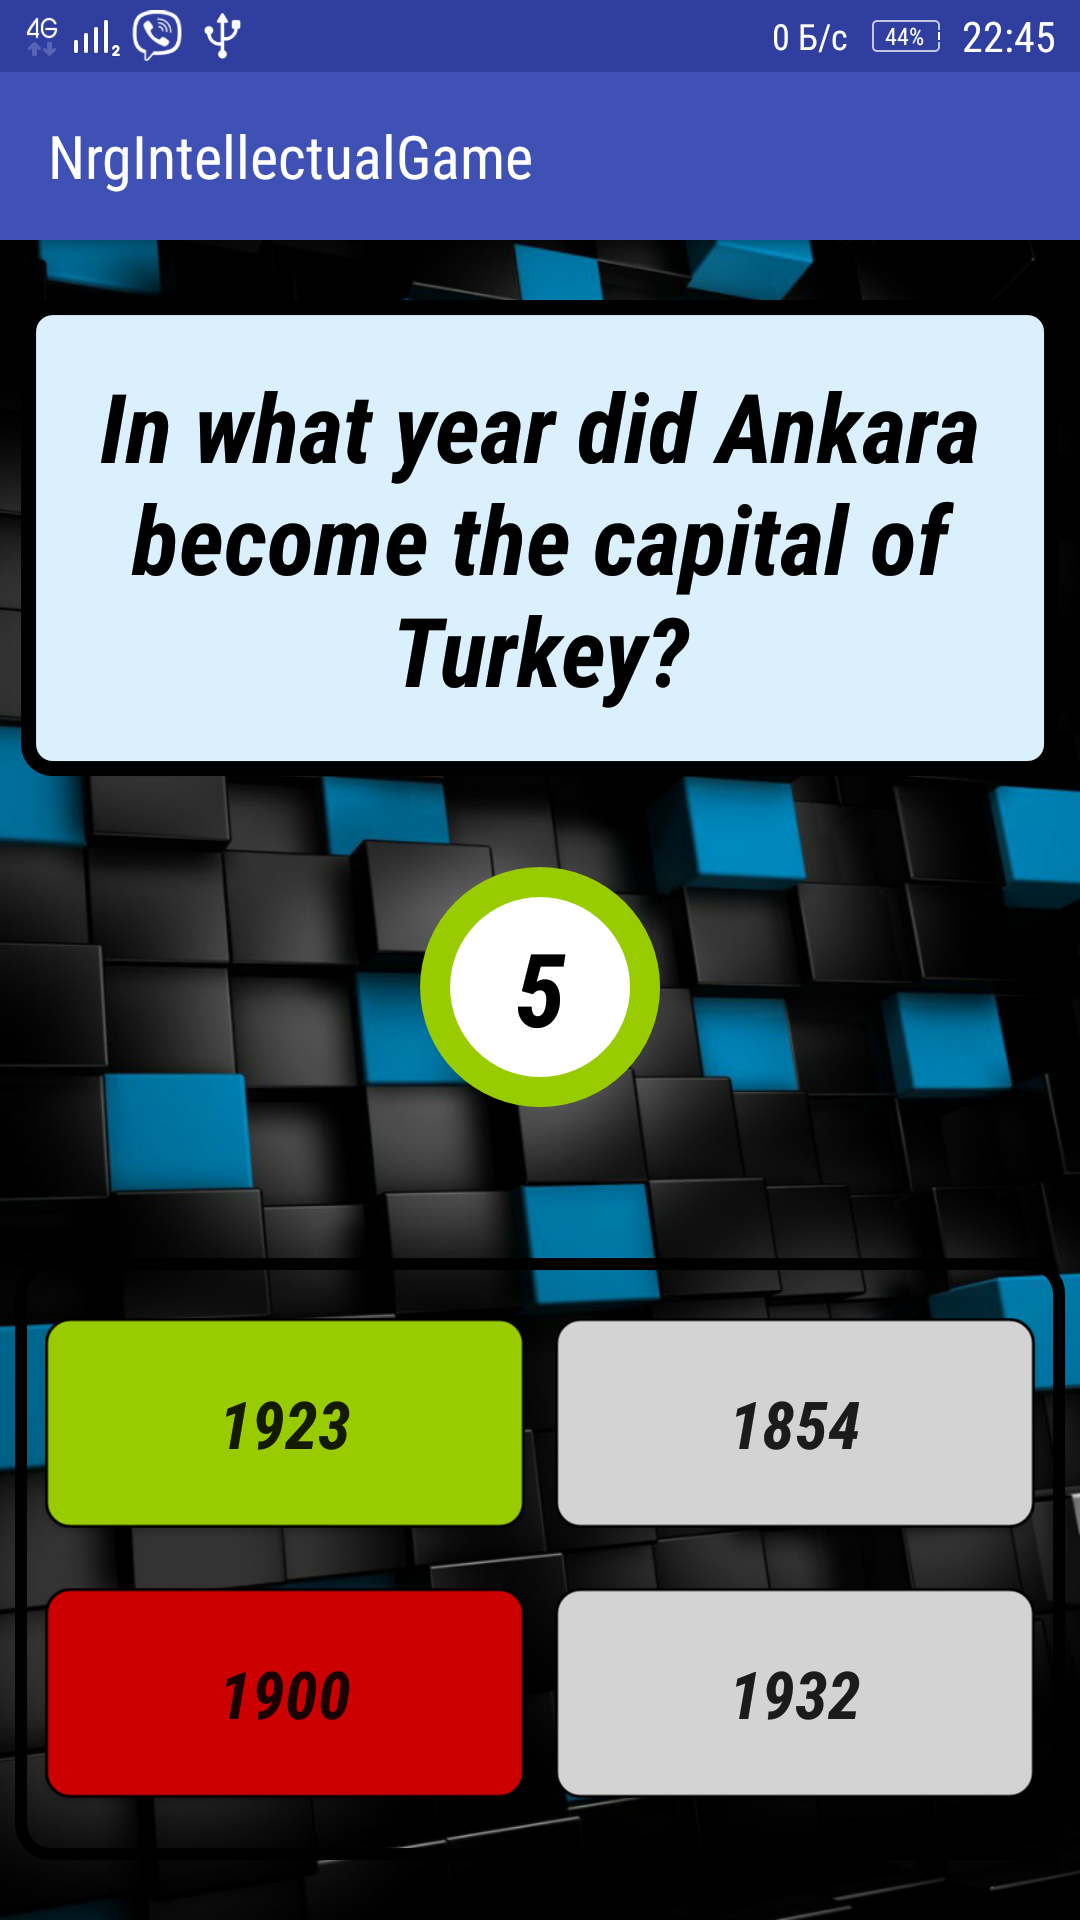 4G 2 0 Б/с 44% 22:45
NrgIntellectualGame
In what year did Ankara
become the capital of
Turkey?
5
1923 1854
1900 1932